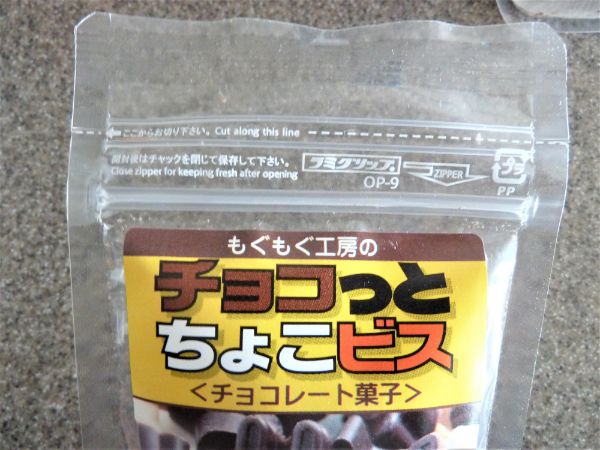 ここからお切り下さい。Cut along this line
開封後はチャックを閉じて保存して下さい。
Close zipper for keeping fresh after opening
ラミグリップ®
OP-9
ZIPPER
プラ
PP
もぐもぐ工房の
チョコっと
ちょこビス
<チョコレート菓子>